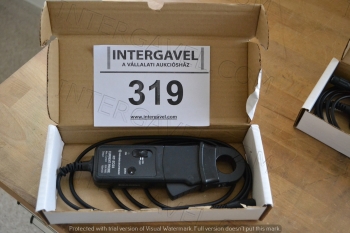 INTERGAVEL
A VÁLLALATI AUKCIÓSHÁZ
319
www.intergavel.com
Protected with trial version of Visual Watermark. Full version doesn't put this mark.